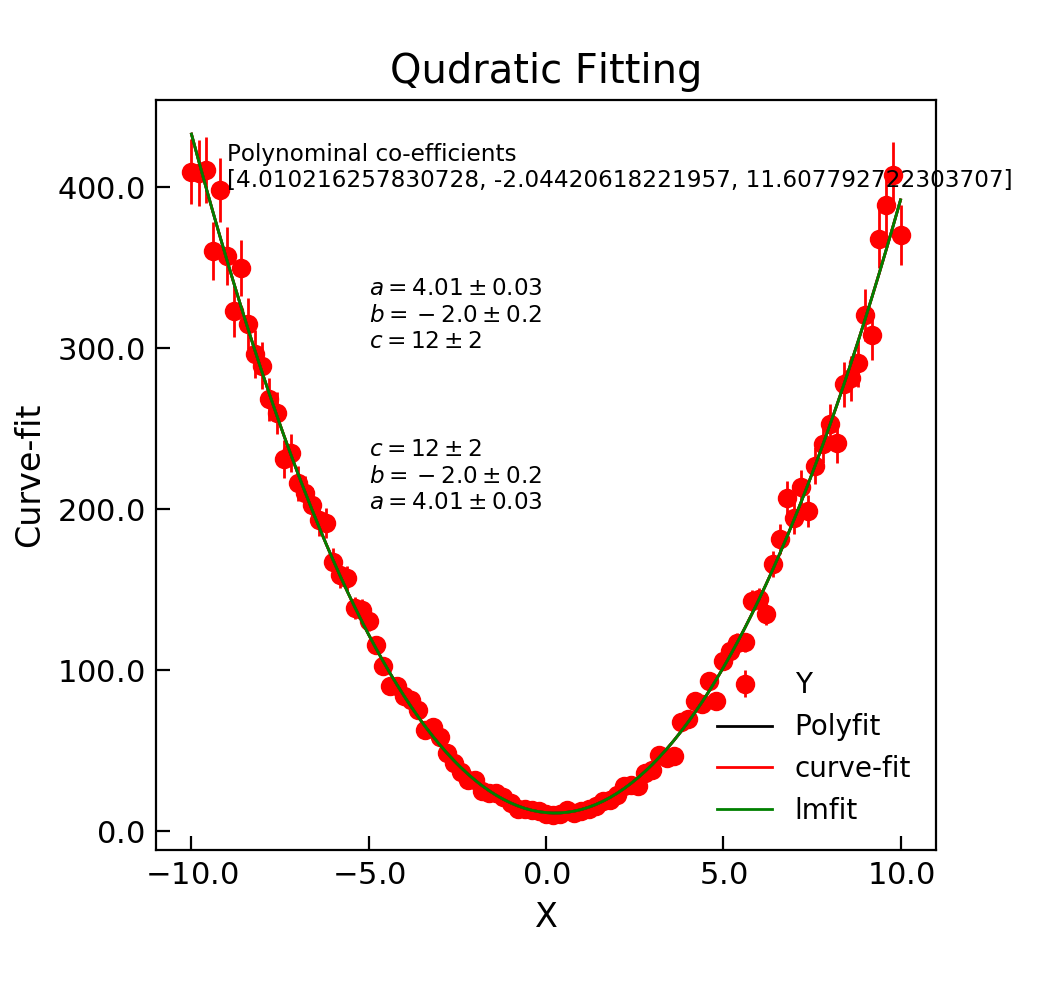 Qudratic Fitting
Polynominal co-efficients
[4.010216257830728, -2.04420618221957, 11.607792722303707]
a = 4.01 ± 0.03
b = − 2.0 ± 0.2
c = 12 ± 2
c = 12 ± 2
b = − 2.0 ± 0.2
a = 4.01 ± 0.03
Curve-fit
400.0
300.0
200.0
100.0
0.0
Y
Polyfit
curve-fit
lmfit
−10.0 −5.0 0.0 5.0 10.0
X